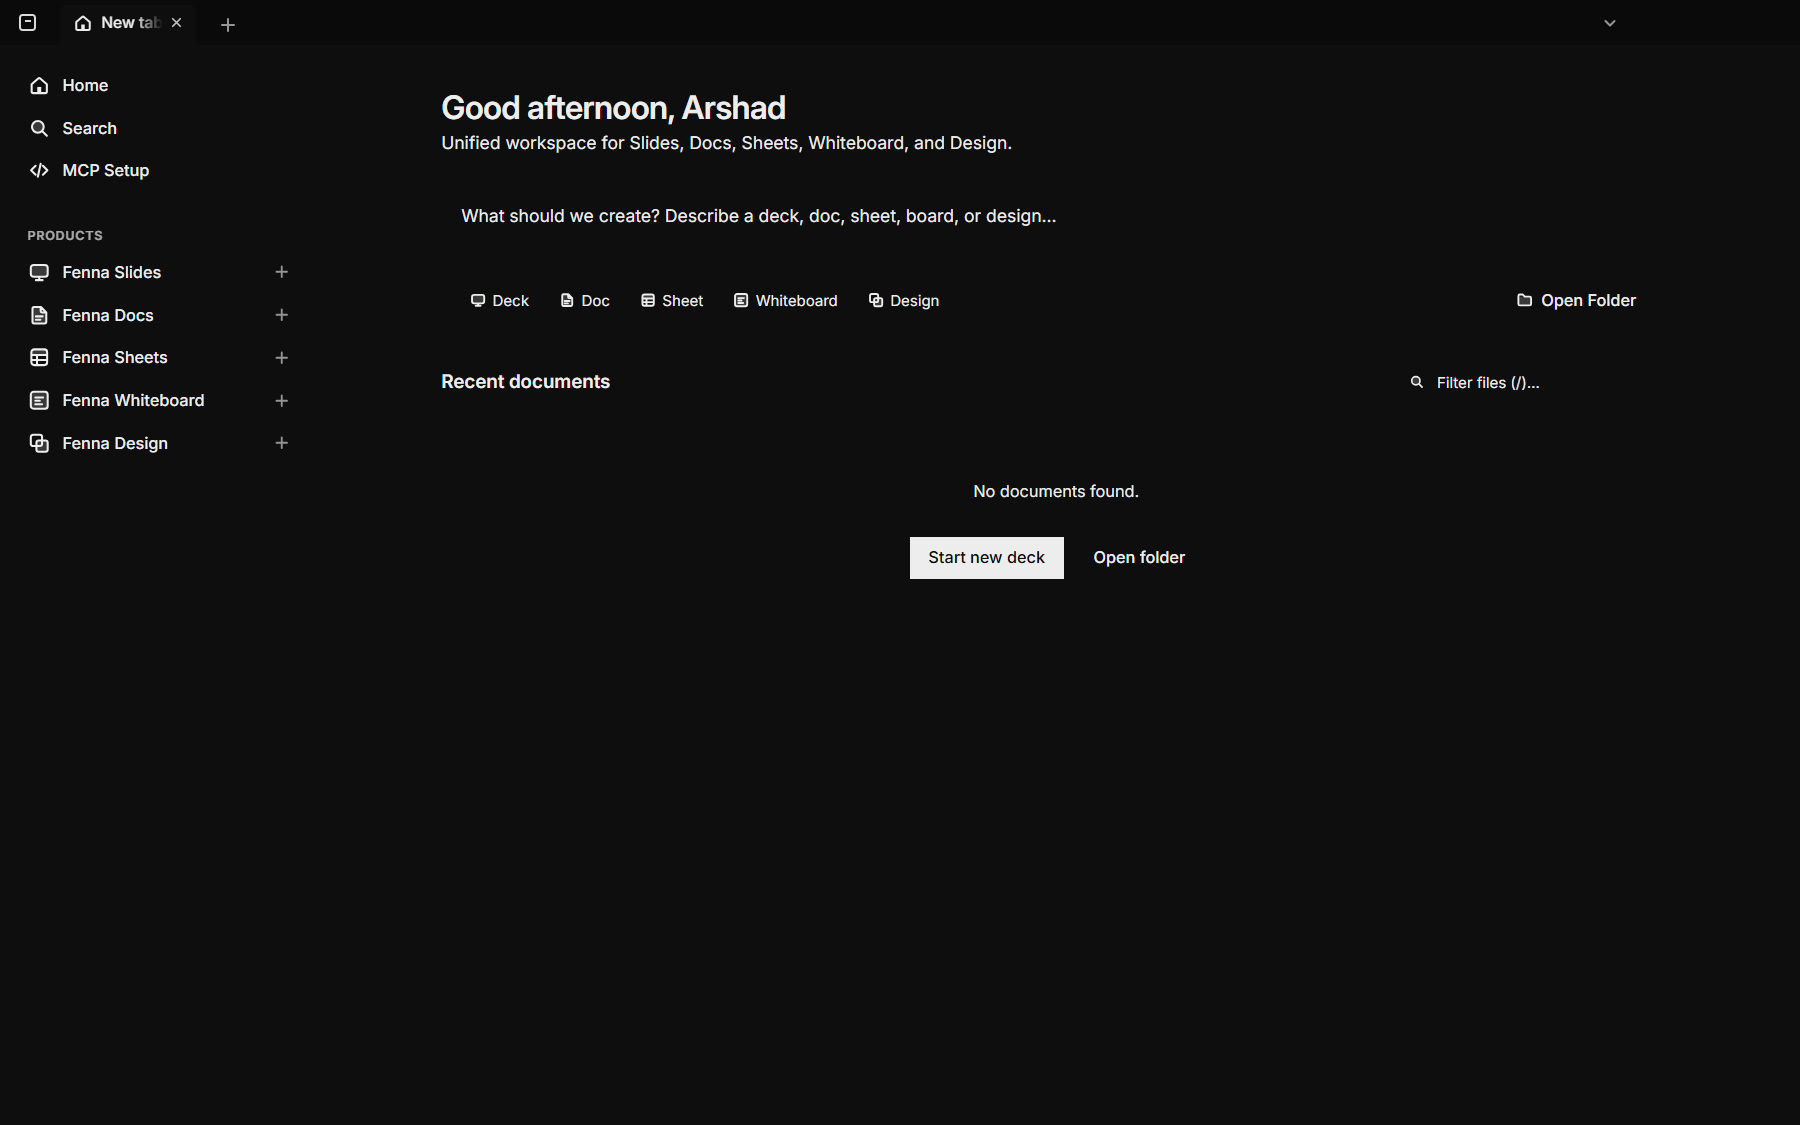 New tab
Home
Search
MCP Setup
PRODUCTS
Fenna Slides
Fenna Docs
Fenna Sheets
Fenna Whiteboard
Fenna Design
Good afternoon, Arshad
Unified workspace for Slides, Docs, Sheets, Whiteboard, and Design.
What should we create? Describe a deck, doc, sheet, board, or design...
Deck Doc Sheet Whiteboard Design Open Folder
Recent documents Filter files (/)...
No documents found.
Start new deck Open folder